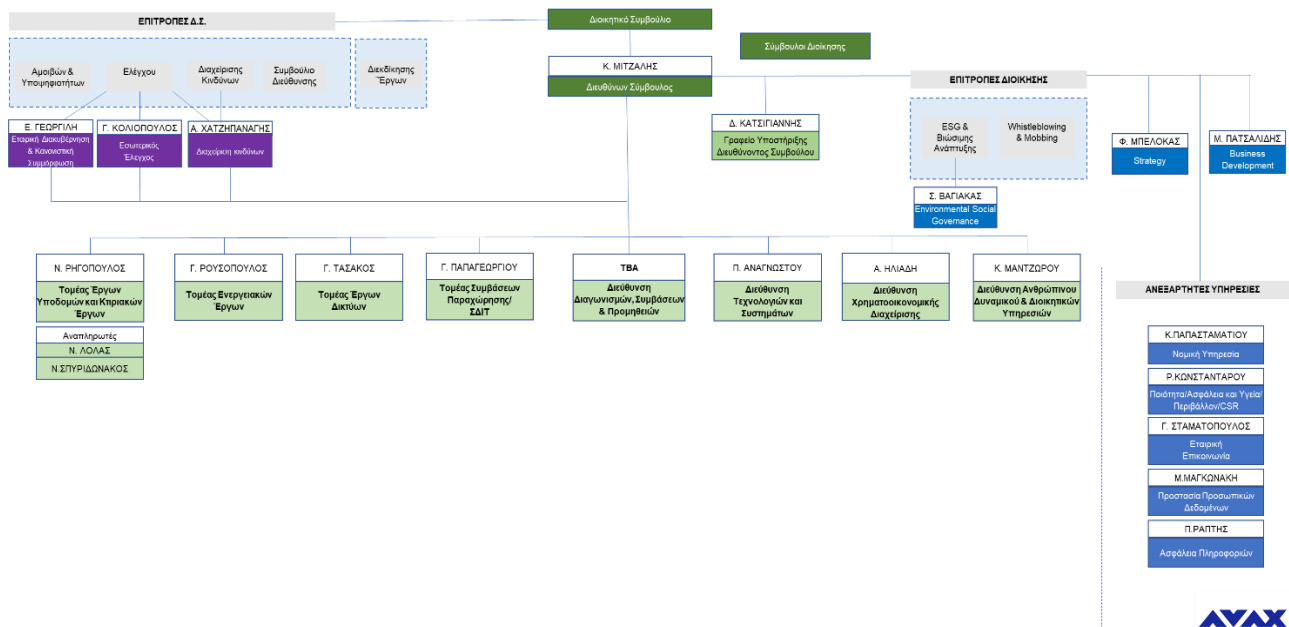 ΕΠΙΤΡΟΠΕΣ Δ.Σ.
Διοικητικό Συμβούλιο
Σύμβουλοι Διοίκησης
Αμοιβών &
Υποψηφιοτήτων
Ελέγχου
Διαχείρισης
Κινδύνων
Συμβούλιο
Διεύθυνσης
Διεκδίκησης
Έργων
Κ. ΜΙΤΖΑΛΗΣ
Διευθύνων Σύμβουλος
ΕΠΙΤΡΟΠΕΣ ΔΙΟΙΚΗΣΗΣ
ESG &
Βιώσιμης
Ανάπτυξης
Whistleblowing
& Mobbing
Ε. ΓΕΩΡΓΙΛΗ
Εταιρική Διακυβέρνηση
& Κανονιστική
Συμμόρφωση
Γ. ΚΟΛΙΟΠΟΥΛΟΣ
Εσωτερικός
Έλεγχος
Α. ΧΑΤΖΗΠΑΝΑΓΗΣ
Διαχείριση κινδύνων
Δ. ΚΑΤΣΙΓΙΑΝΝΗΣ
Γραφείο Υποστήριξης
Διευθύνοντος Συμβούλου
Φ. ΜΠΕΛΟΚΑΣ
Strategy
Μ. ΠΑΤΣΑΛΙΔΗΣ
Business
Development
Σ. ΒΑΓΙΑΚΑΣ
Environmental Social
Governance
Ν. ΡΗΓΟΠΟΥΛΟΣ
Τομέας Έργων
Υποδομών και Κτιριακών
Έργων
Αναπληρωτές
Ν. ΛΟΛΑΣ
Ν.ΣΠΥΡΙΔΩΝΑΚΟΣ
Γ. ΡΟΥΣΟΠΟΥΛΟΣ
Τομέας Ενεργειακών
Έργων
Γ. ΤΑΣΑΚΟΣ
Τομέας Έργων
Δικτύων
Γ. ΠΑΠΑΓΕΩΡΓΙΟΥ
Τομέας Συμβάσεων
Παραχώρησης/
ΣΔΙΤ
TBA
Διεύθυνση
Διαγωνισμών, Συμβάσεων
& Προμηθειών
Π. ΑΝΑΓΝΩΣΤΟΥ
Διεύθυνση
Τεχνολογιών και
Συστημάτων
Α. ΗΛΙΑΔΗ
Διεύθυνση
Χρηματοοικονομικής
Διαχείρισης
Κ. ΜΑΝΤΖΩΡΟΥ
Διεύθυνση Ανθρώπινου
Δυναμικού & Διοικητικών
Υπηρεσιών
ΑΝΕΞΑΡΤΗΤΕΣ ΥΠΗΡΕΣΙΕΣ
Κ.ΠΑΠΑΣΤΑΜΑΤΙΟΥ
Νομική Υπηρεσία
Ρ.ΚΩΝΣΤΑΝΤΑΡΟΥ
Ποιότητα/Ασφάλεια και Υγεία/
Περιβάλλον/CSR
Γ. ΣΤΑΜΑΤΟΠΟΥΛΟΣ
Εταιρική
Επικοινωνία
Μ.ΜΑΓΚΩΝΑΚΗ
Προστασία Προσωπικών
Δεδομένων
Π.ΡΑΠΤΗΣ
Ασφάλεια Πληροφοριών
AVAX